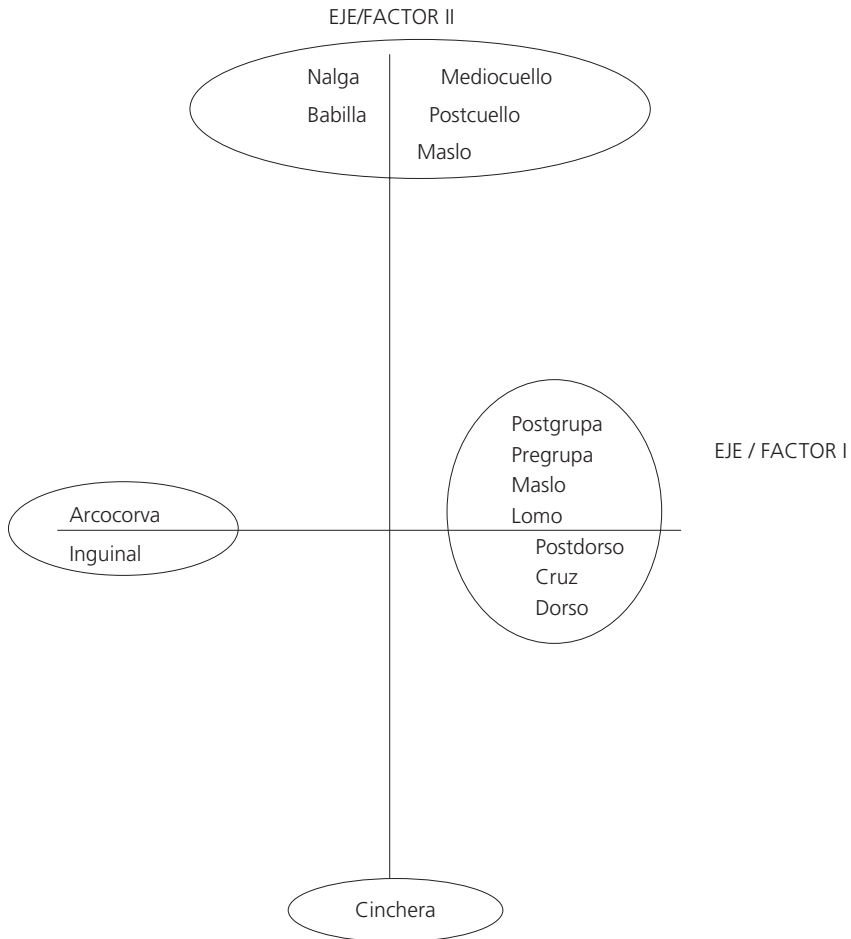 EJE/FACTOR II
Nalga Mediocuello
Babilla Postcuello
Maslo
Postgrupa
EJE / FACTOR I
Pregrupa
Maslo
Lomo
Arcocorva
Postdorso
Inguinal
Cruz
Dorso
Cinchera